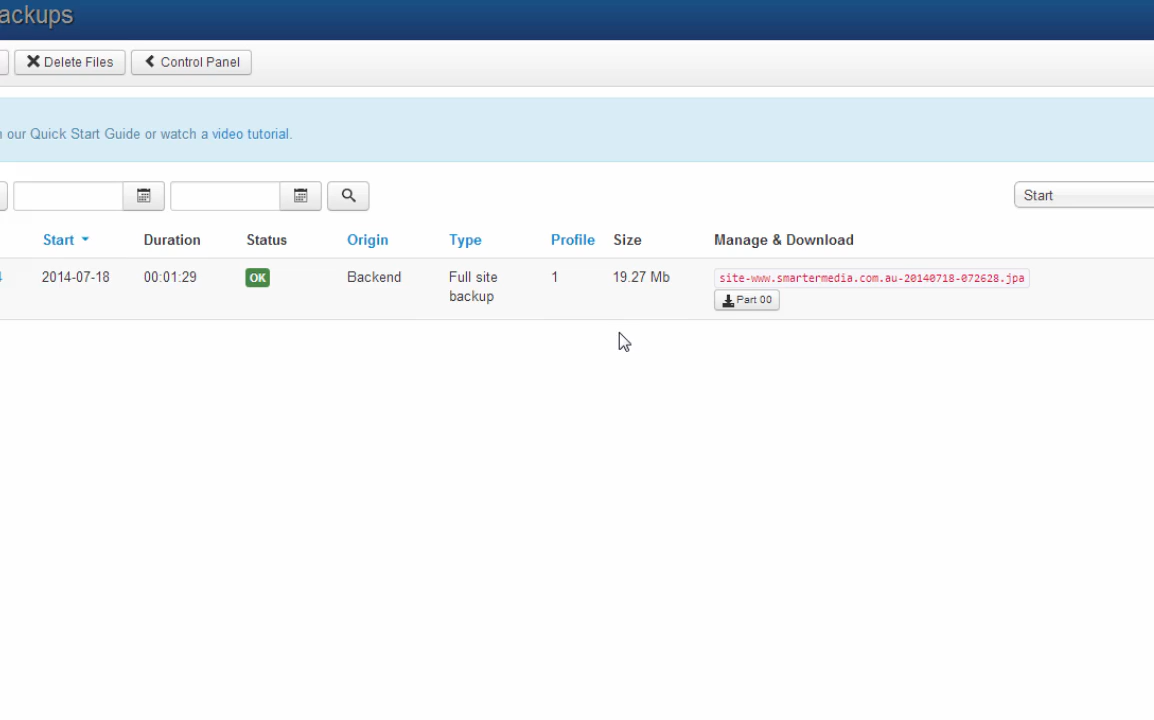 ackups
Delete Files Control Panel
our Quick Start Guide or watch a video tutorial.
Start
Start Duration Status Origin Type Profile Size Manage & Download
4 2014-07-18 00:01:29 OK Backend Full site 1 19.27 Mb site-www.smartermedia.com.au-20140718-072628.jpa
backup Part 00